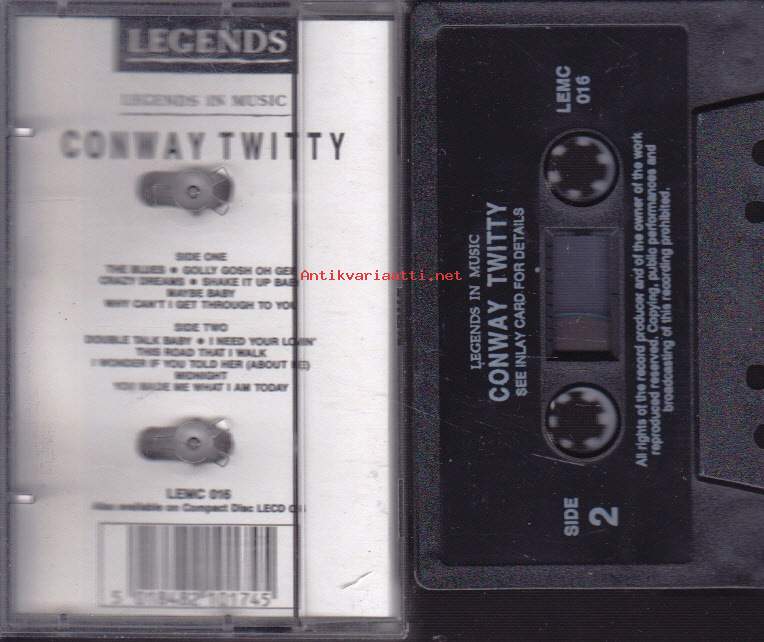 LEGENDS
LEGENDS IN MUSIC
CONWAY TWITTY
SIDE ONE
THE BLUES • GOLLY GOSH OH GEE
CRAZY DREAMS • SHAKE IT UP BABY
MAYBE BABY
WHY CAN'T I GET THROUGH TO YOU
SIDE TWO
DOUBLE TALK BABY • I NEED YOUR LOVIN'
THIS ROAD THAT I WALK
I WONDER IF YOU TOLD HER (ABOUT ME)
MIDNIGHT
YOU MADE ME WHAT I AM TODAY
LEMC 016
Also available on Compact Disc LECD
5 018482 101745
Antikvariaatti.net
LEGENDS IN MUSIC
CONWAY TWITTY
SEE INLAY CARD FOR DETAILS
LEMC
016
SIDE
2
All rights of the record producer and of the owner of the work
reproduced reserved. Copying, public performances and
broadcasting of this recording prohibited.